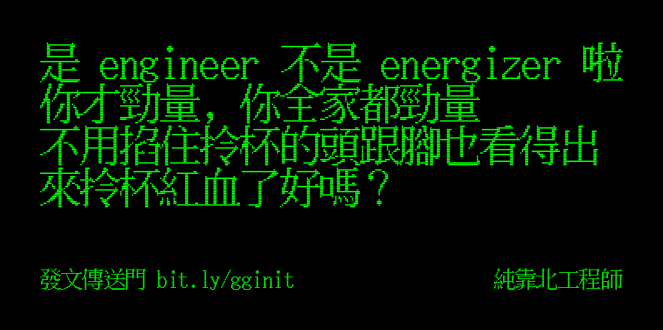 是 engineer 不是 energizer 啦
你才勁量，你全家都勁量
不用掐住拎杯的頭跟腳也看得出
來拎杯紅血了好嗎？
發文傳送門 bit.ly/gginit
純靠北工程師